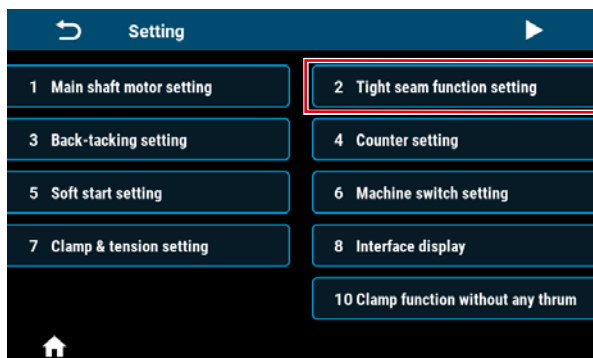 Setting
1 Main shaft motor setting
2 Tight seam function setting
3 Back-tacking setting
4 Counter setting
5 Soft start setting
6 Machine switch setting
7 Clamp & tension setting
8 Interface display
10 Clamp function without any thrum